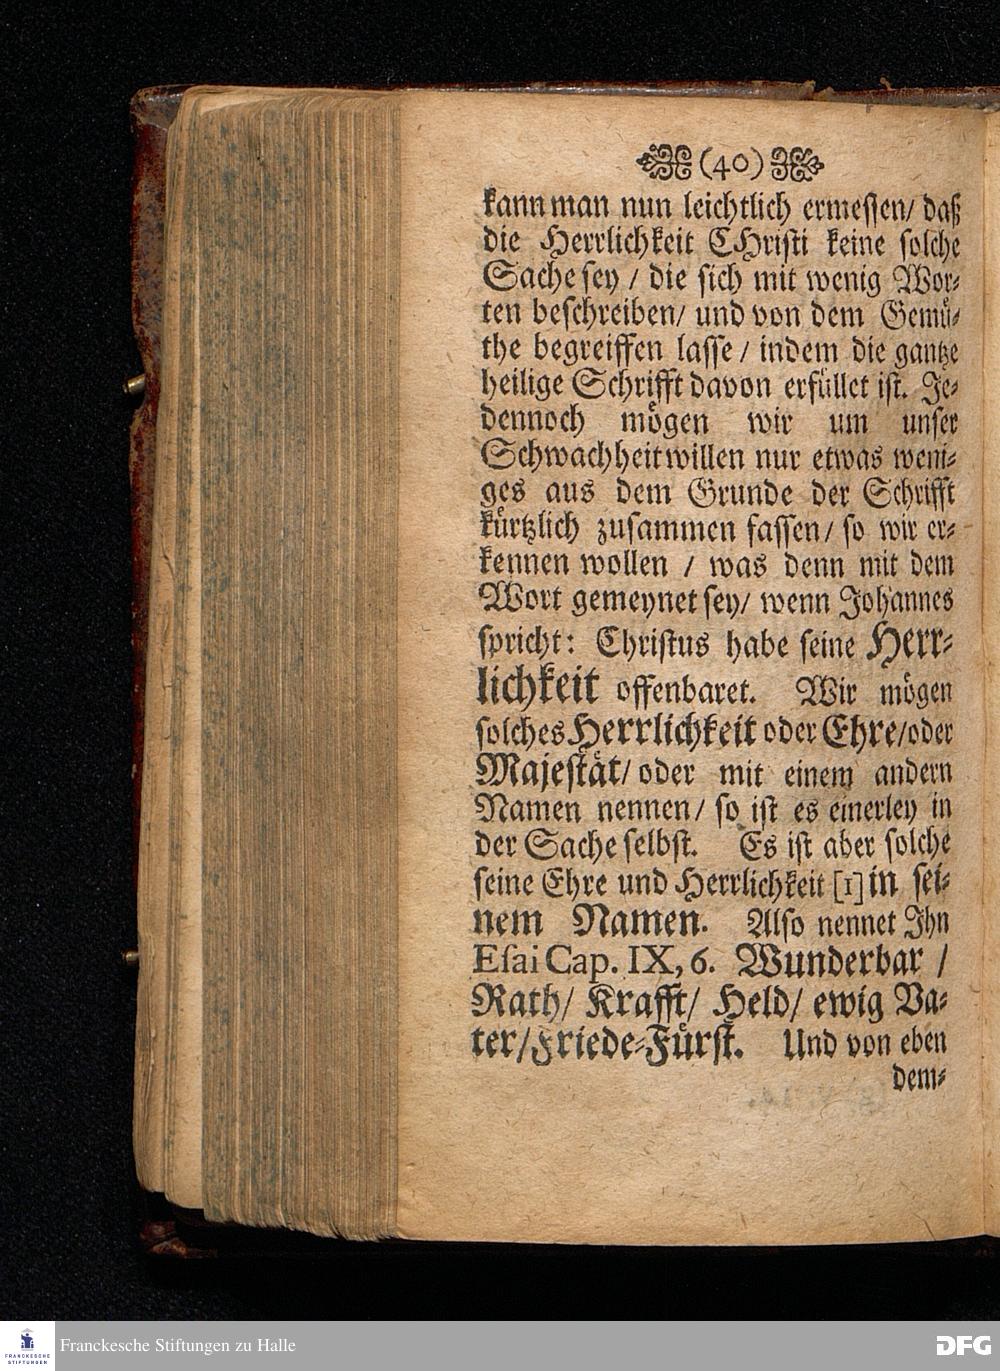 (40)
kann man nun leichtlich ermessen/ daß
die Herrlichkeit CHristi keine solche
Sache sey / die sich mit wenig Wor-
ten beschreiben/ und von dem Gemü-
the begreiffen lasse / indem die gantze
heilige Schrifft davon erfüllet ist. Je-
dennoch mögen wir um unser
Schwachheit willen nur etwas weni-
ges aus dem Grunde der Schrifft
kürtzlich zusammen fassen/ so wir er-
kennen wollen / was denn mit dem
Wort gemeynet sey/ wenn Johannes
spricht: Christus habe seine Herr-
lichkeit offenbaret. Wir mögen
solches Herrlichkeit oder Ehre/oder
Majestät/ oder mit einem andern
Namen nennen/ so ist es einerley in
der Sache selbst. Es ist aber solche
seine Ehre und Herrlichkeit [1] in sei-
nem Namen. Also nennet Ihn
Esai Cap. IX, 6. Wunderbar /
Rath/ Krafft/ Held/ ewig Va-
ter/Friede-Fürst. Und von eben
dem-
FRANCKESCHE
STIFTUNGEN
Franckesche Stiftungen zu Halle
DFG